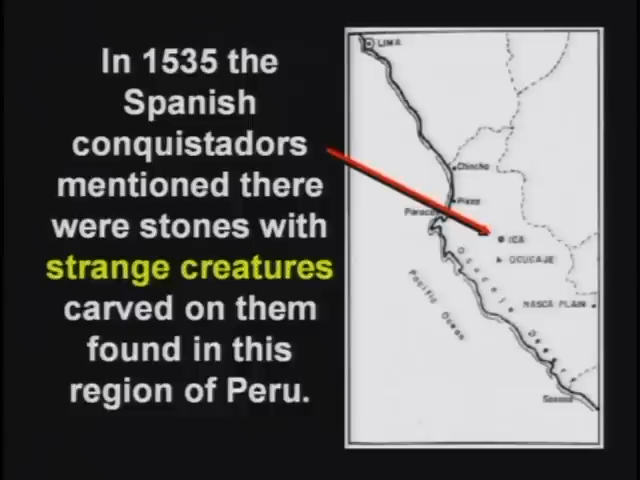 In 1535 the
Spanish
conquistadors
mentioned there
were stones with
strange creatures
carved on them
found in this
region of Peru.
LIMA
Chincha
Pisco
Paracas
ICA
OCUCAJE
NASCA PLAIN
Pacific Ocean